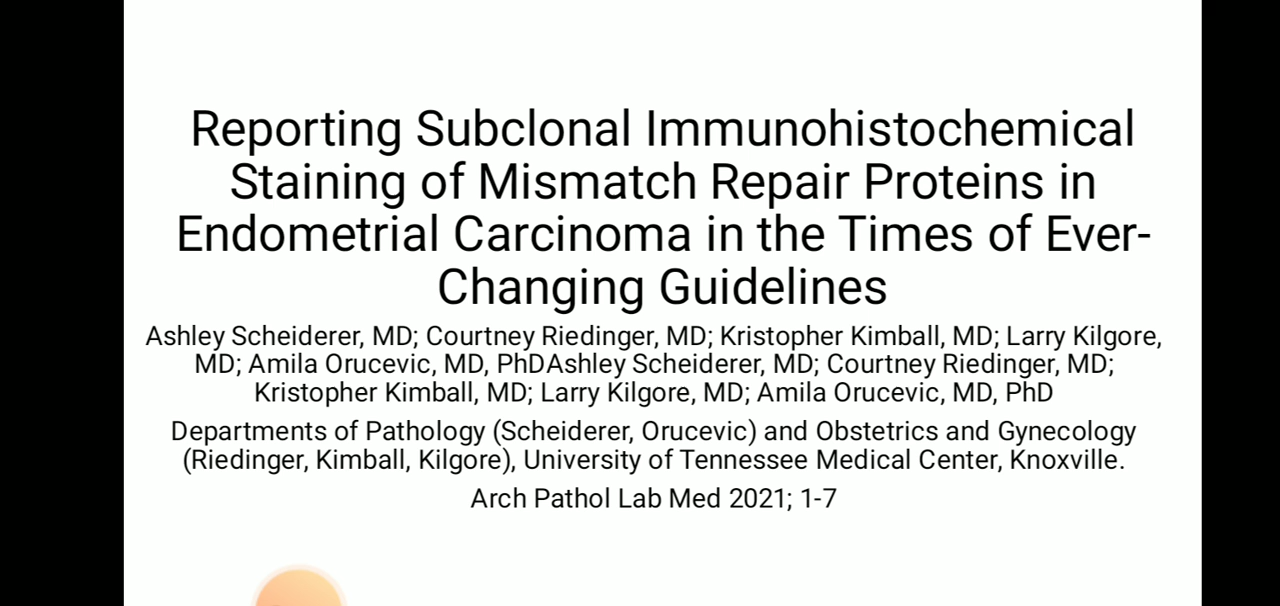 Reporting Subclonal Immunohistochemical
Staining of Mismatch Repair Proteins in
Endometrial Carcinoma in the Times of Ever-
Changing Guidelines
Ashley Scheiderer, MD; Courtney Riedinger, MD; Kristopher Kimball, MD; Larry Kilgore,
MD; Amila Orucevic, MD, PhDAshley Scheiderer, MD; Courtney Riedinger, MD;
Kristopher Kimball, MD; Larry Kilgore, MD; Amila Orucevic, MD, PhD
Departments of Pathology (Scheiderer, Orucevic) and Obstetrics and Gynecology
(Riedinger, Kimball, Kilgore), University of Tennessee Medical Center, Knoxville.
Arch Pathol Lab Med 2021; 1-7